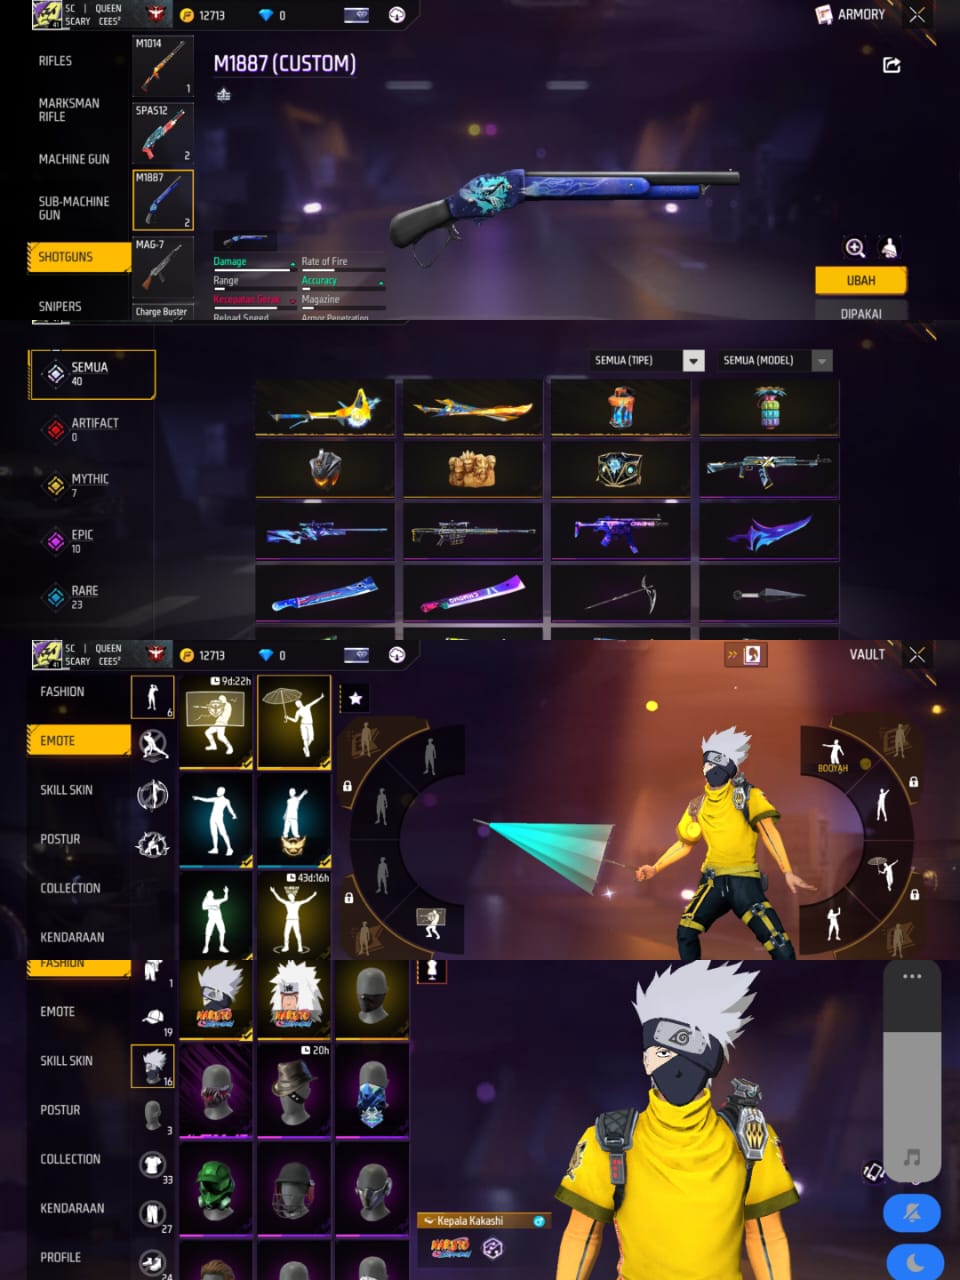 SC | QUEEN
SCARY CEES²
41
12713
0
ARMORY
RIFLES
MARKSMAN
RIFLE
MACHINE GUN
SUB-MACHINE
GUN
SHOTGUNS
SNIPERS
M1014
1
SPAS12
2
M1887
2
MAG-7
Charge Buster
M1887 (CUSTOM)
Damage
Rate of Fire
Range
Accuracy
Kecepatan Gerak
Magazine
Reload Speed
Armor Penetration
UBAH
DIPAKAI
SEMUA
40
ARTIFACT
0
MYTHIC
7
EPIC
10
RARE
23
SEMUA (TIPE)
SEMUA (MODEL)
SC | QUEEN
SCARY CEES²
41
12713
0
VAULT
FASHION
EMOTE
SKILL SKIN
POSTUR
COLLECTION
KENDARAAN
6
9d:22h
43d:16h
BOOYAH
FASHION
EMOTE
SKILL SKIN
POSTUR
COLLECTION
KENDARAAN
PROFILE
1
19
16
3
33
27
24
NARUTO
NARUTO
20h
Kepala Kakashi
NARUTO